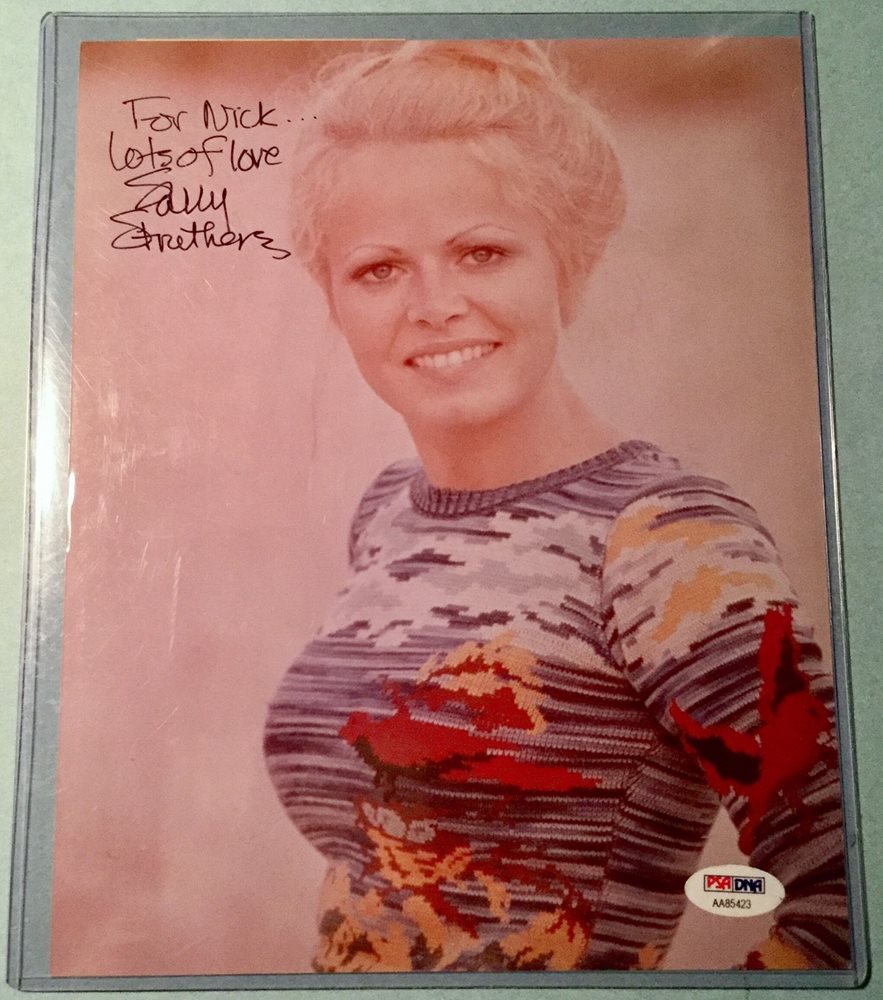 For Nick...
lots of love
Sally
Struthers
PSA DNA
AA85423